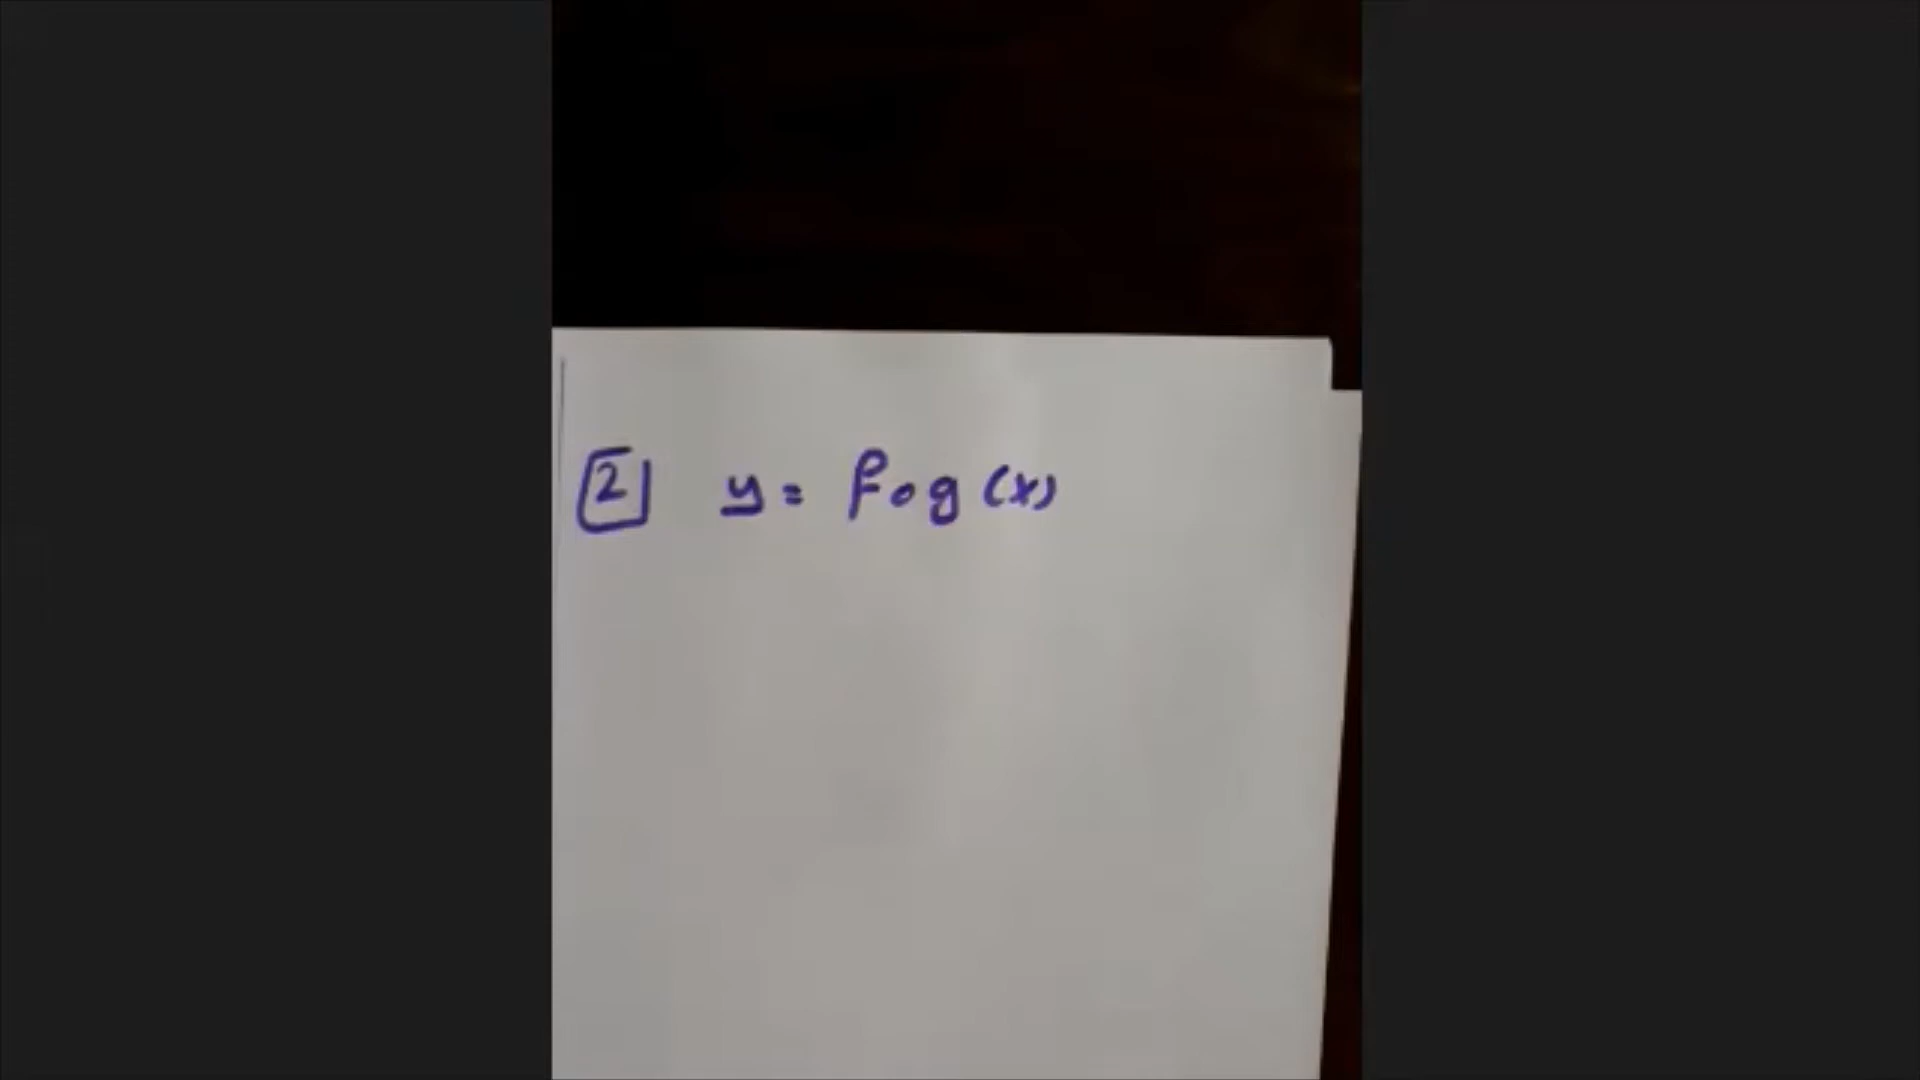 2 y = fog(x)